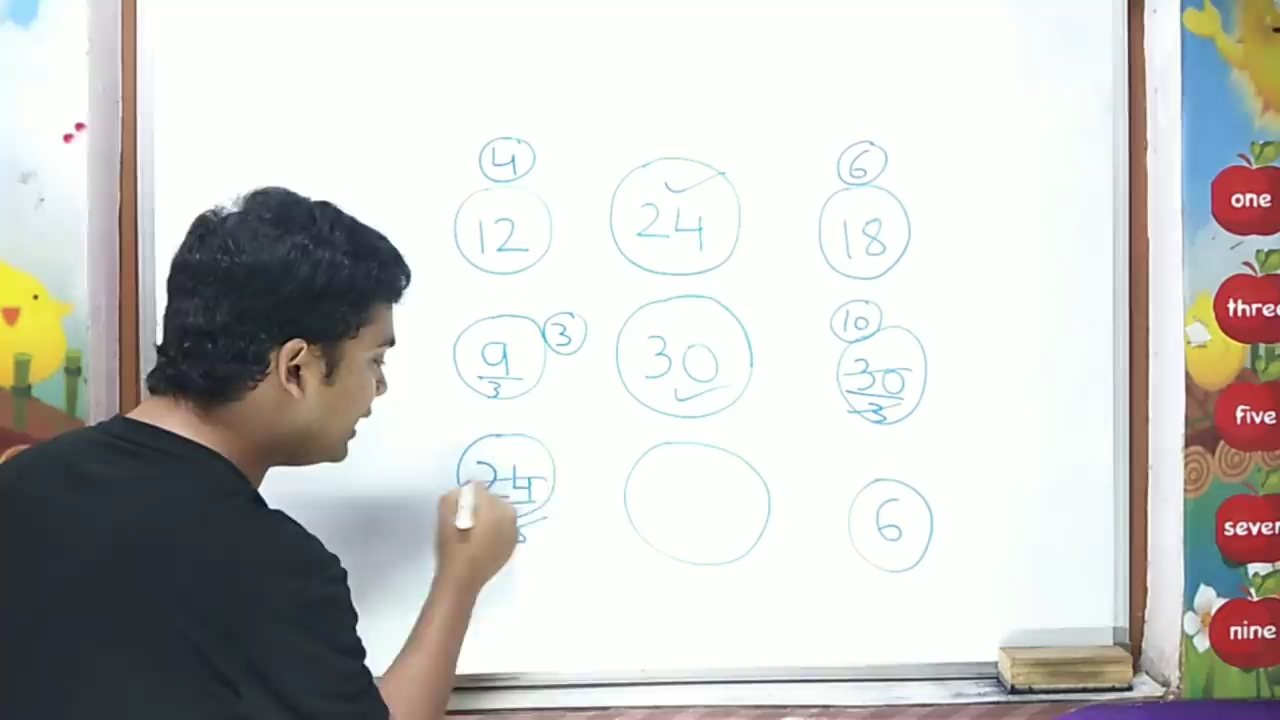 4 6
12 24 18
3 10
9 30 30
3 3
24 6
one
three
five
seven
nine